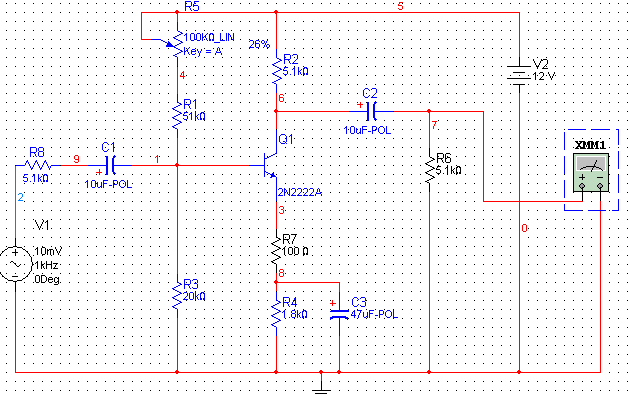 R5
5
100KΩ_LIN
Key = A
26%
R2
5.1kΩ
V2
12 V
4
R1
51kΩ
6
C2
10uF-POL
7
Q1
2N2222A
R6
5.1kΩ
XMM1
R8
5.1kΩ
9
C1
10uF-POL
1
2
3
0
V1
10mV
1kHz
0Deg
R7
100 Ω
8
R3
20kΩ
R4
1.8kΩ
C3
47uF-POL